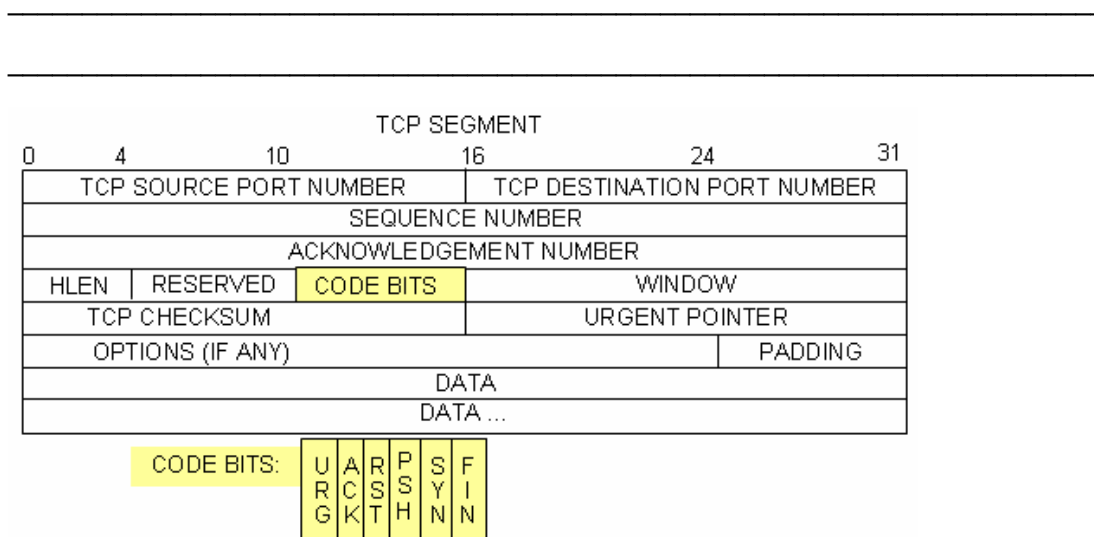 TCP SEGMENT
0 4 10 16 24 31
TCP SOURCE PORT NUMBER TCP DESTINATION PORT NUMBER
SEQUENCE NUMBER
ACKNOWLEDGEMENT NUMBER
HLEN RESERVED CODE BITS WINDOW
TCP CHECKSUM URGENT POINTER
OPTIONS (IF ANY) PADDING
DATA
DATA ...
CODE BITS: URG ACK RST PSH SYN FIN